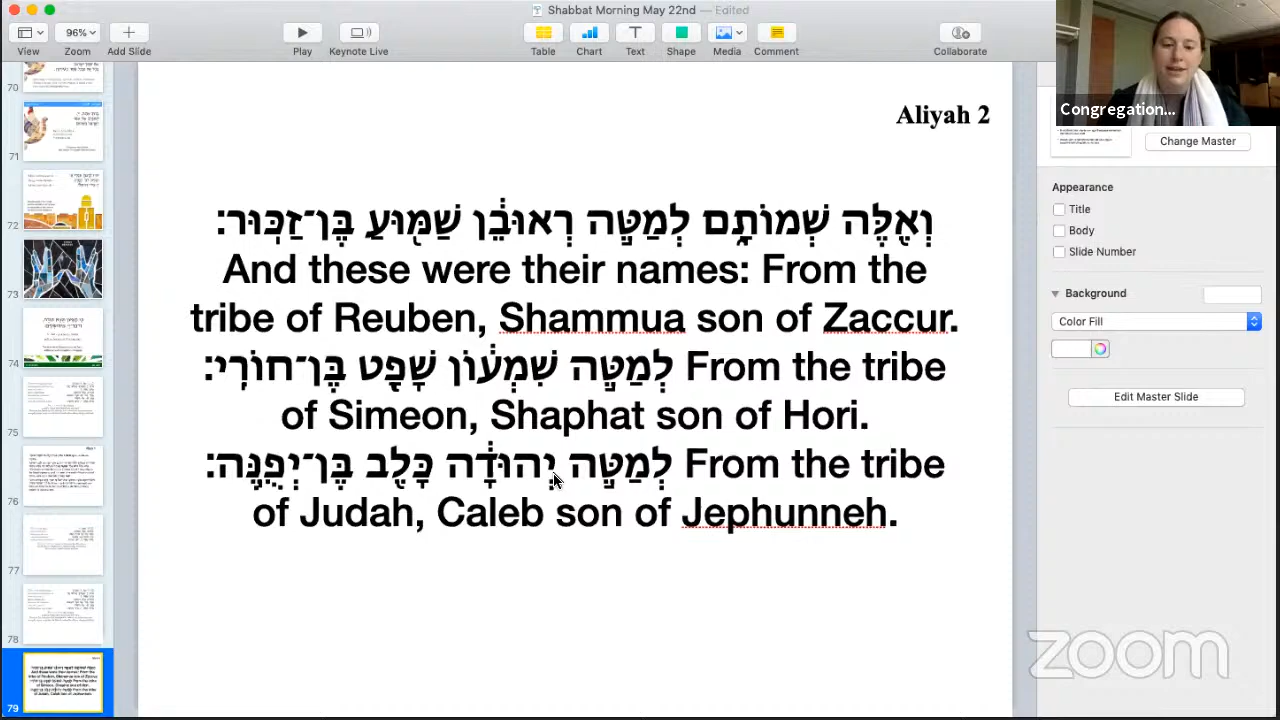 Shabbat Morning May 22nd — Edited
96%
View
Zoom
Add Slide
Play
Keynote Live
Table
Chart
Text
Shape
Media
Comment
Collaborate
Congregation...
Change Master
Appearance
Title
Body
Slide Number
Background
Color Fill
Edit Master Slide
Aliyah 2
וְאֵ֖לֶּה שְׁמוֹתָ֑ם לְמַטֵּ֣ה רְאוּבֵ֔ן שַׁמּ֖וּעַ בֶּן־זַכּֽוּר׃
And these were their names: From the
tribe of Reuben, Shammua son of Zaccur.
לְמַטֵּ֣ה שִׁמְע֔וֹן שָׁפָ֖ט בֶּן־חוֹרִֽי׃ From the tribe
of Simeon, Shaphat son of Hori.
לְמַטֵּ֣ה יְהוּדָ֔ה כָּלֵ֖ב בֶּן־יְפֻנֶּֽה׃ From the tribe
of Judah, Caleb son of Jephunneh.
70
71
72
73
74
75
76
77
78
79
zoom